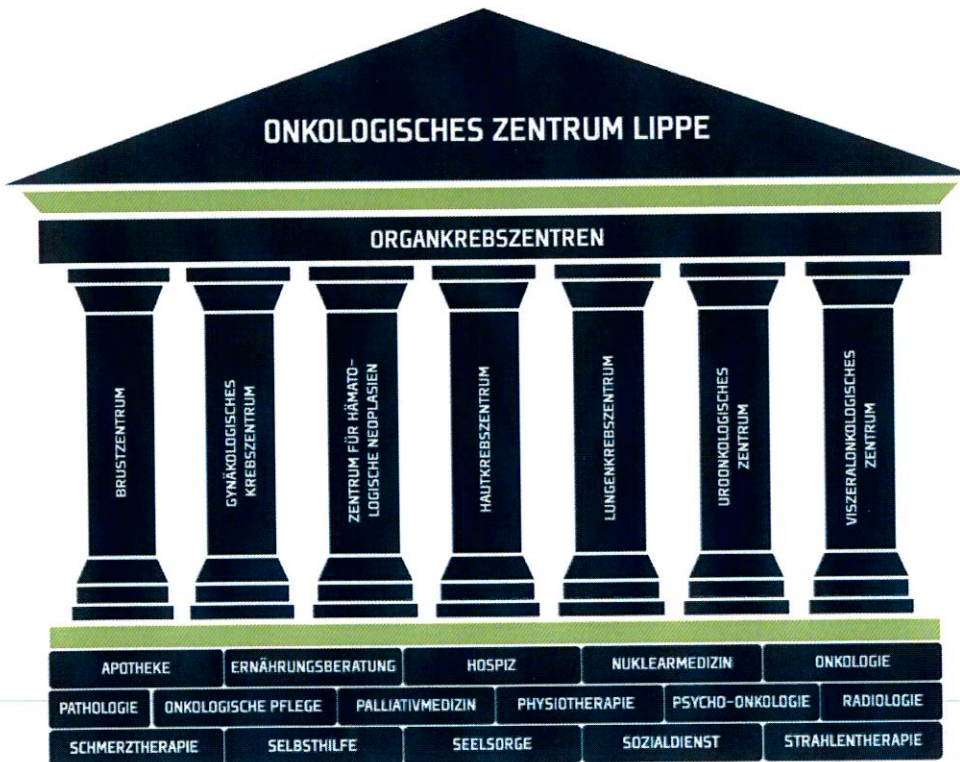 ONKOLOGISCHES ZENTRUM LIPPE
ORGANKREBSZENTREN
BRUSTZENTRUM
GYNÄKOLOGISCHES
KREBSZENTRUM
ZENTRUM FÜR HÄMATO-
LOGISCHE NEOPLASIEN
HAUTKREBSZENTRUM
LUNGENKREBSZENTRUM
UROONKOLOGISCHES
ZENTRUM
VISZERALONKOLOGISCHES
ZENTRUM
APOTHEKE ERNÄHRUNGSBERATUNG HOSPIZ NUKLEARMEDIZIN ONKOLOGIE
PATHOLOGIE ONKOLOGISCHE PFLEGE PALLIATIVMEDIZIN PHYSIOTHERAPIE PSYCHO-ONKOLOGIE RADIOLOGIE
SCHMERZTHERAPIE SELBSTHILFE SEELSORGE SOZIALDIENST STRAHLENTHERAPIE